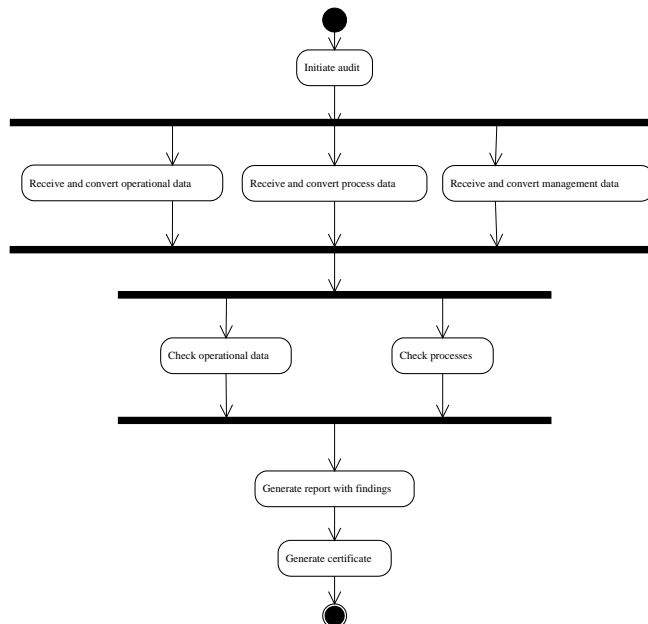 Initiate audit
Receive and convert operational data
Receive and convert process data
Receive and convert management data
Check operational data
Check processes
Generate report with findings
Generate certificate